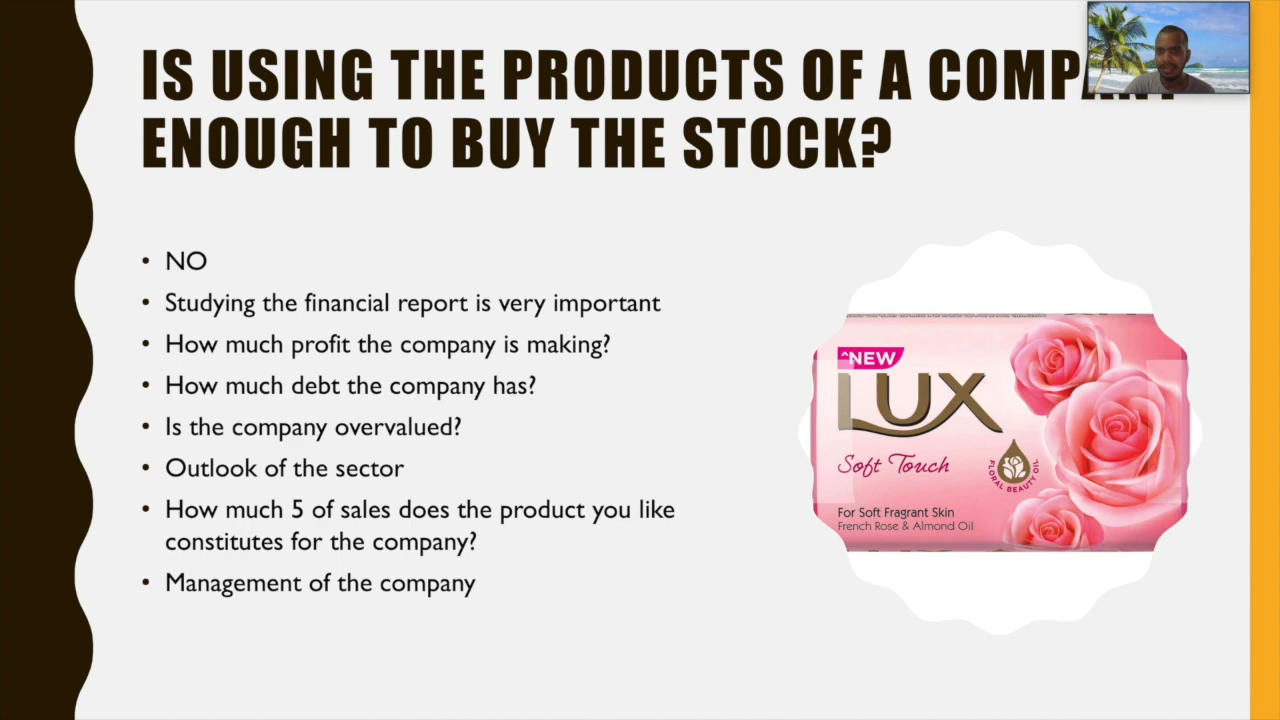 IS USING THE PRODUCTS OF A COMPANY
ENOUGH TO BUY THE STOCK?
• NO
• Studying the financial report is very important
• How much profit the company is making?
• How much debt the company has?
• Is the company overvalued?
• Outlook of the sector
• How much 5 of sales does the product you like
constitutes for the company?
• Management of the company
^NEW
LUX
Soft Touch
FLORAL BEAUTY OIL
For Soft Fragrant Skin
French Rose & Almond Oil